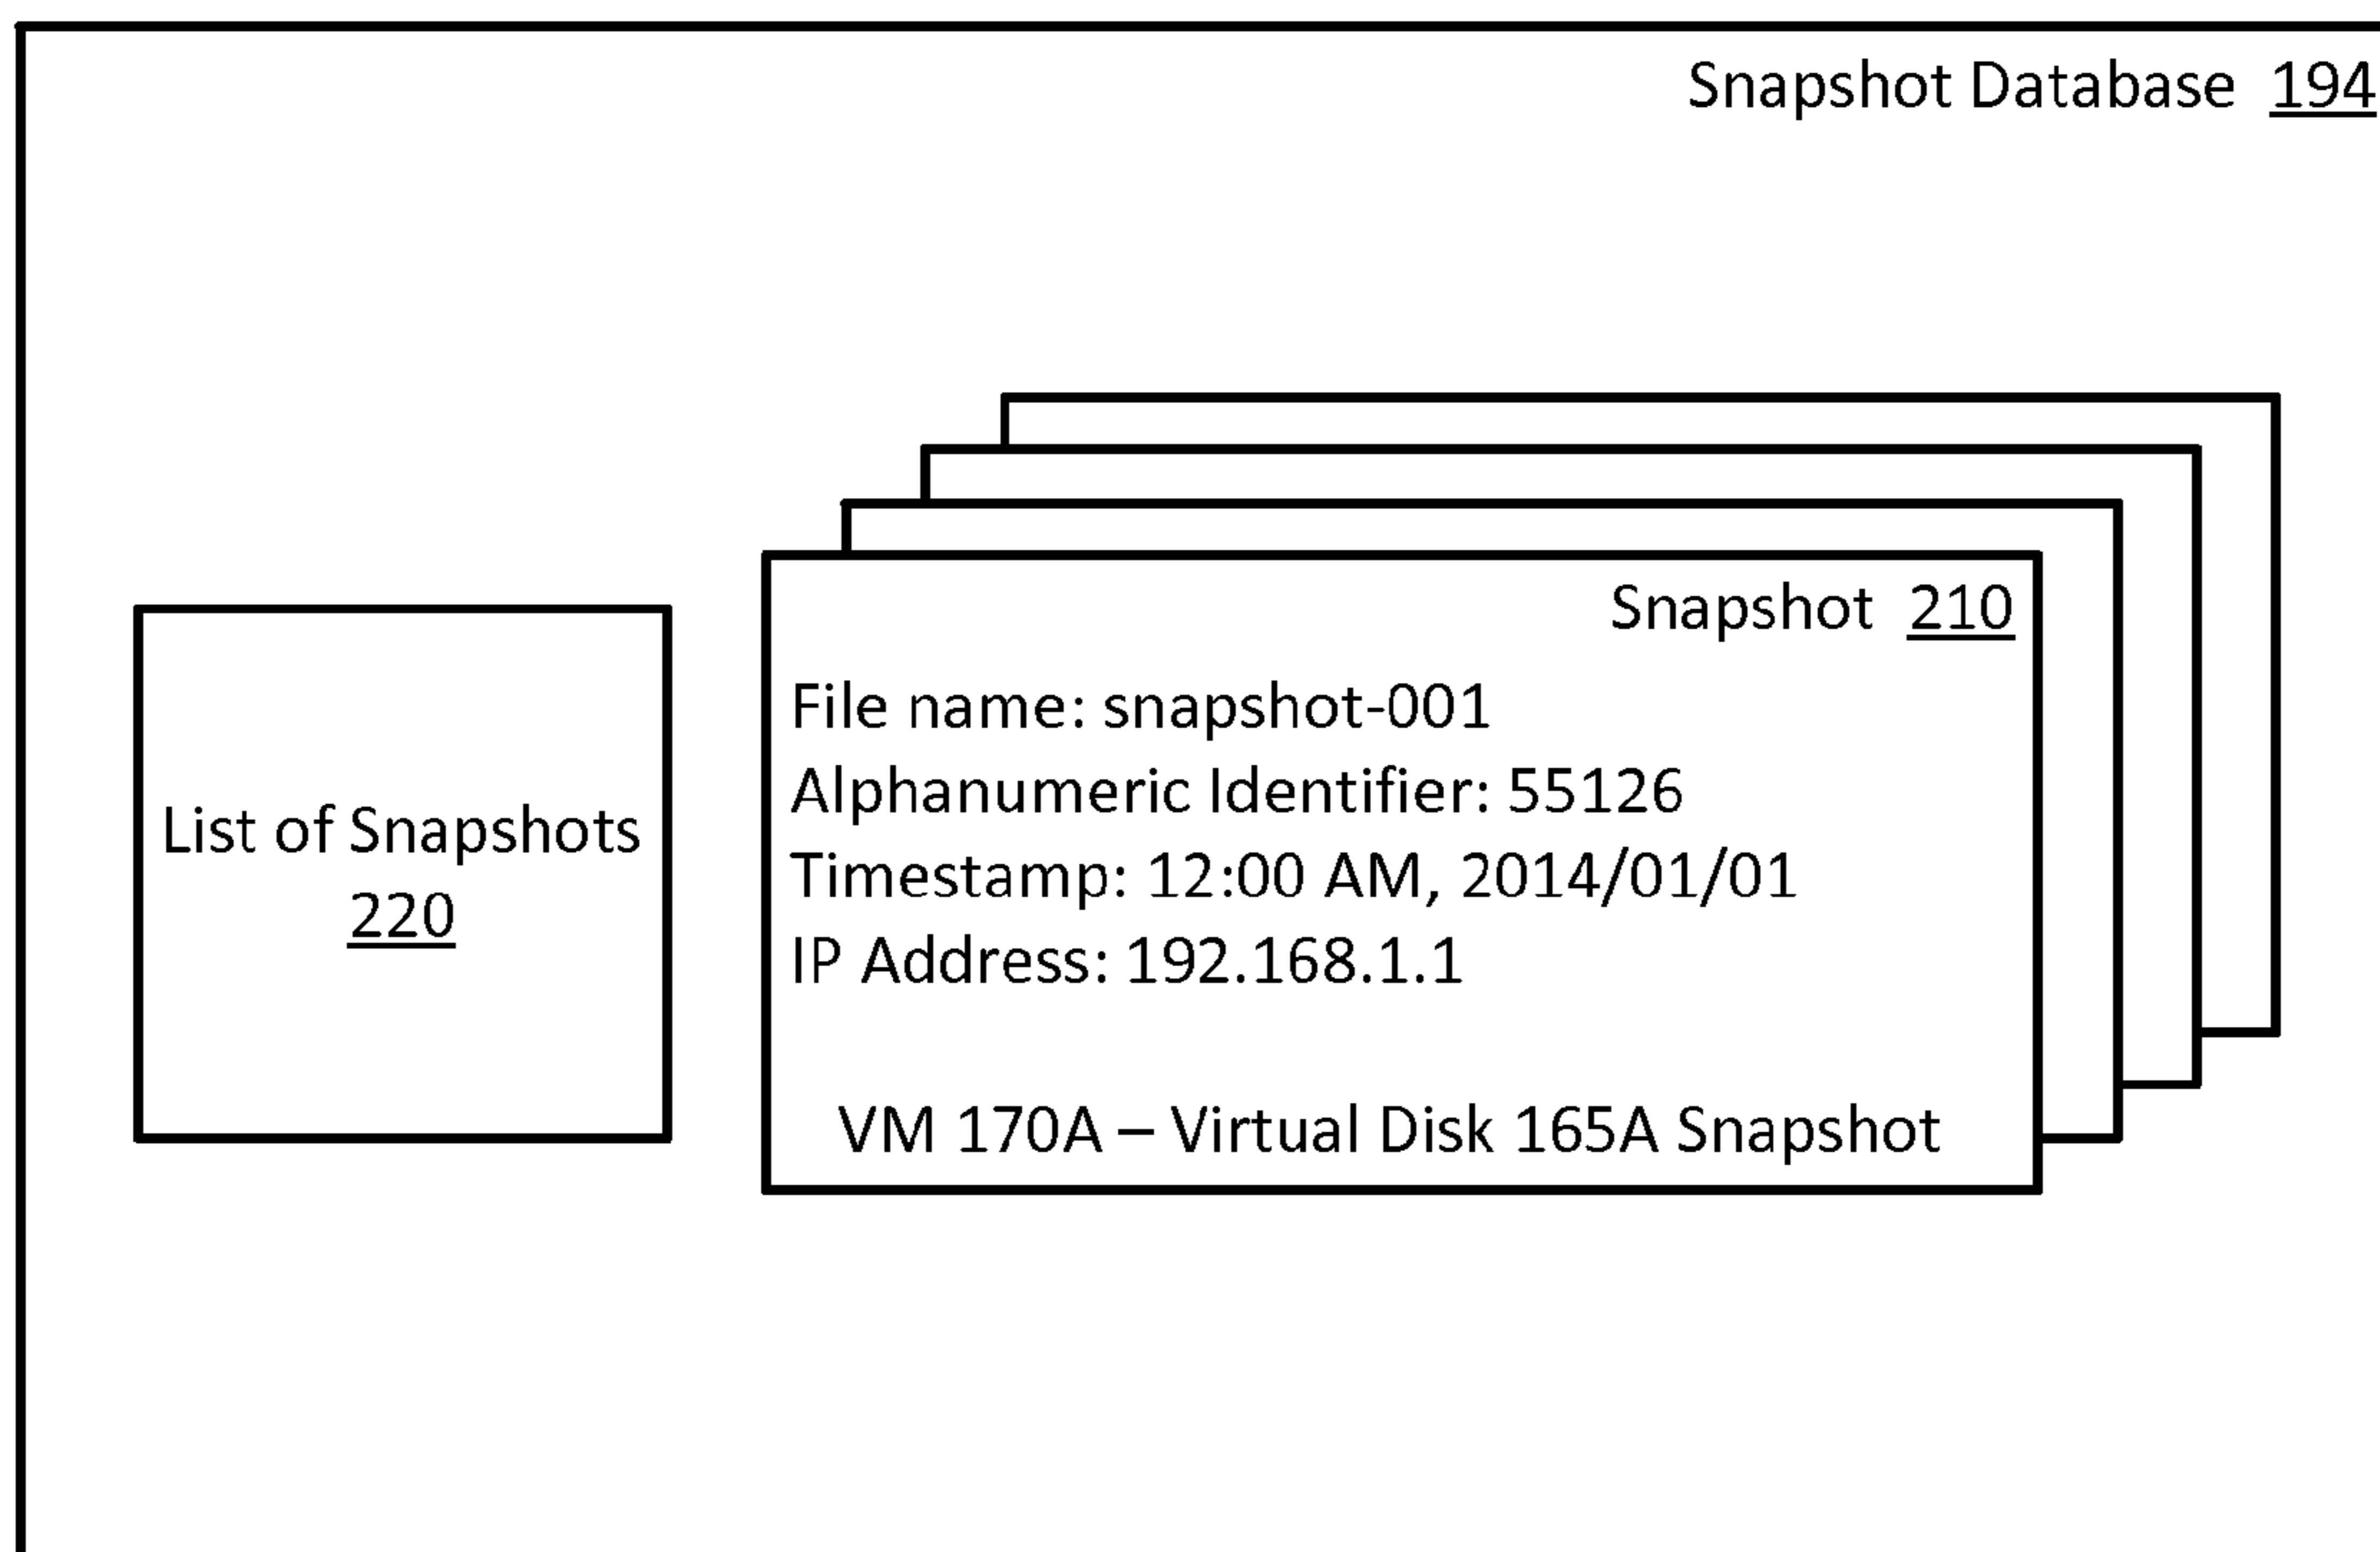 Snapshot Database 194
Snapshot 210
File name: snapshot-001
Alphanumeric Identifier: 55126
Timestamp: 12:00 AM, 2014/01/01
IP Address: 192.168.1.1
VM 170A – Virtual Disk 165A Snapshot
List of Snapshots
220